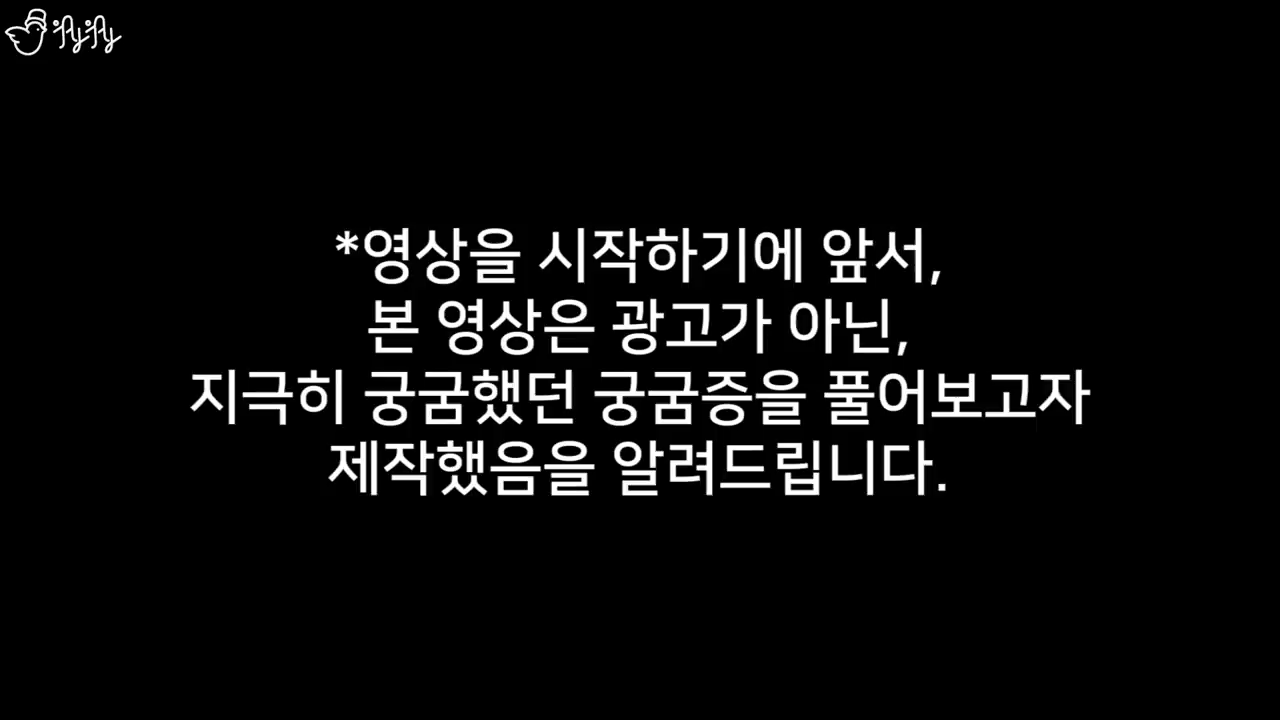 *영상을 시작하기에 앞서,
본 영상은 광고가 아닌,
지극히 궁굼했던 궁굼증을 풀어보고자
제작했음을 알려드립니다.